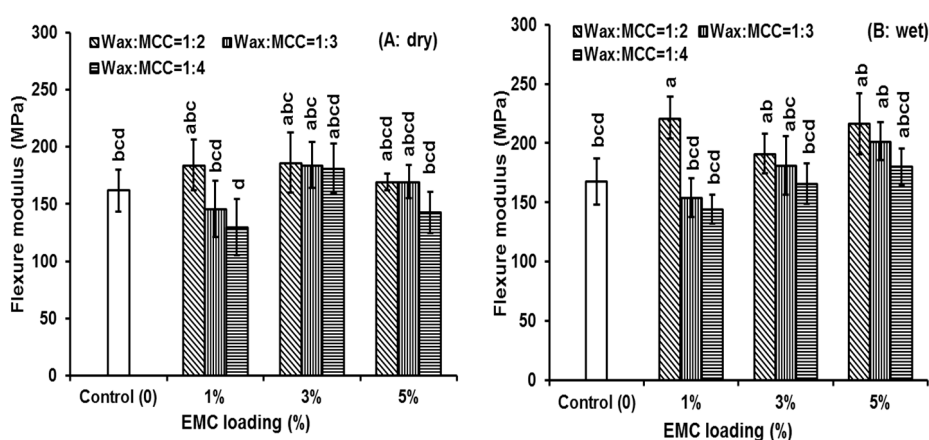 300
250
200
150
100
50
0
Flexure modulus (MPa)
Wax:MCC=1:2 Wax:MCC=1:3
Wax:MCC=1:4
(A: dry)
bcd
abc
bcd
d
abc
abc
abcd
abcd
abcd
bcd
Control (0) 1% 3% 5%
EMC loading (%)
300
250
200
150
100
50
0
Flexure modulus (MPa)
Wax:MCC=1:2 Wax:MCC=1:3
Wax:MCC=1:4
(B: wet)
bcd
a
bcd
bcd
ab
abc
bcd
ab
ab
abcd
Control (0) 1% 3% 5%
EMC loading (%)